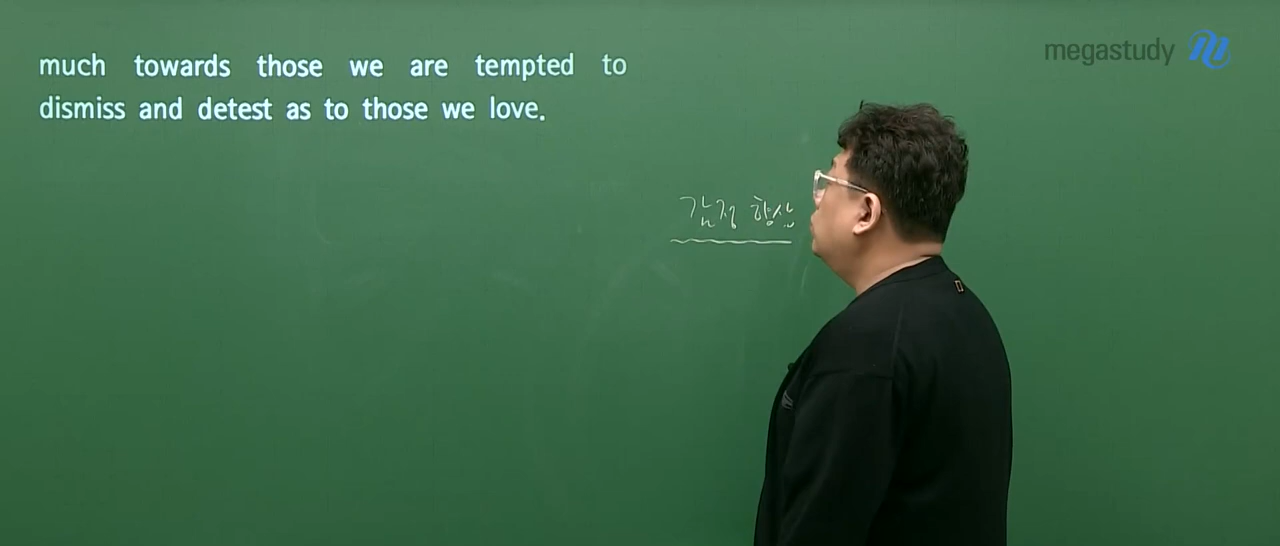 much towards those we are tempted to
dismiss and detest as to those we love.
megastudy
감정 향상